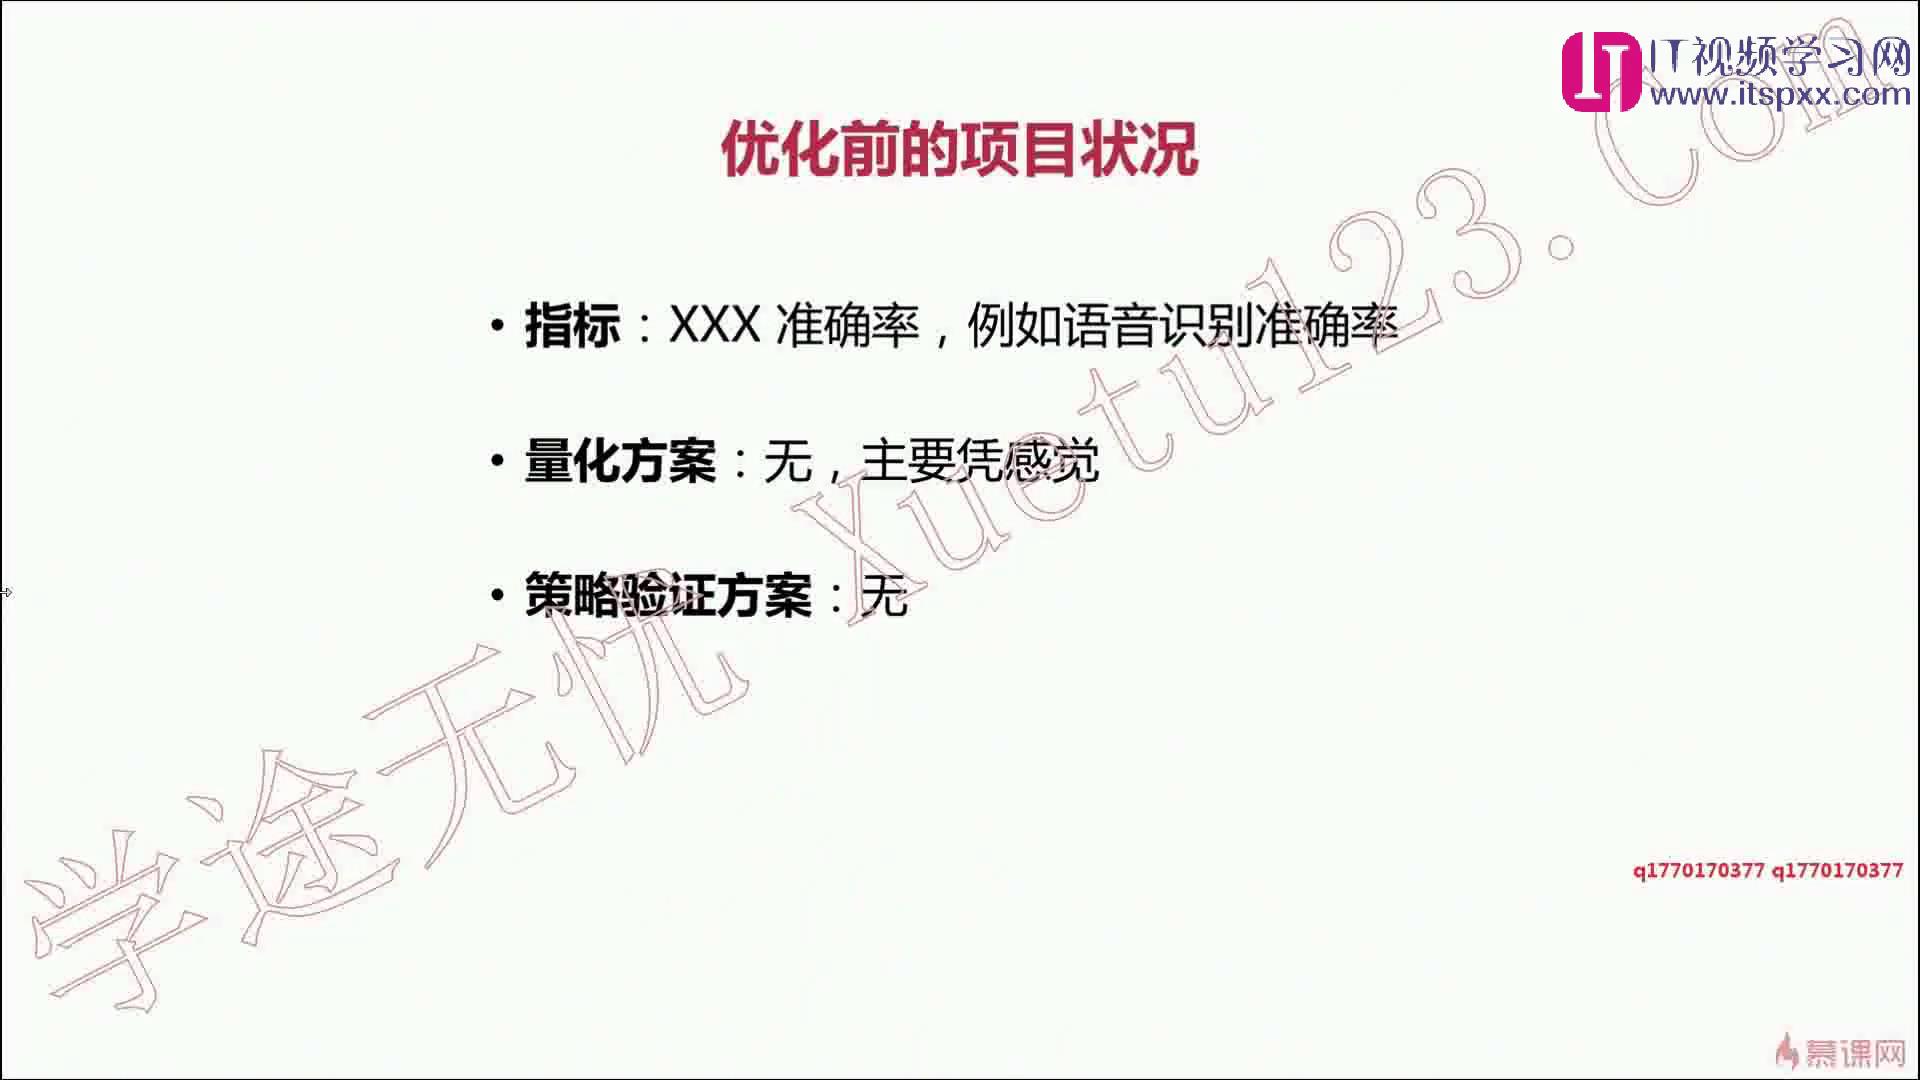 IT视频学习网
www.itspxx.com
优化前的项目状况
• 指标：XXX 准确率，例如语音识别准确率
• 量化方案：无，主要凭感觉
• 策略验证方案：无
学途无忧 Xuetu123.Com
q1770170377 q1770170377
慕课网